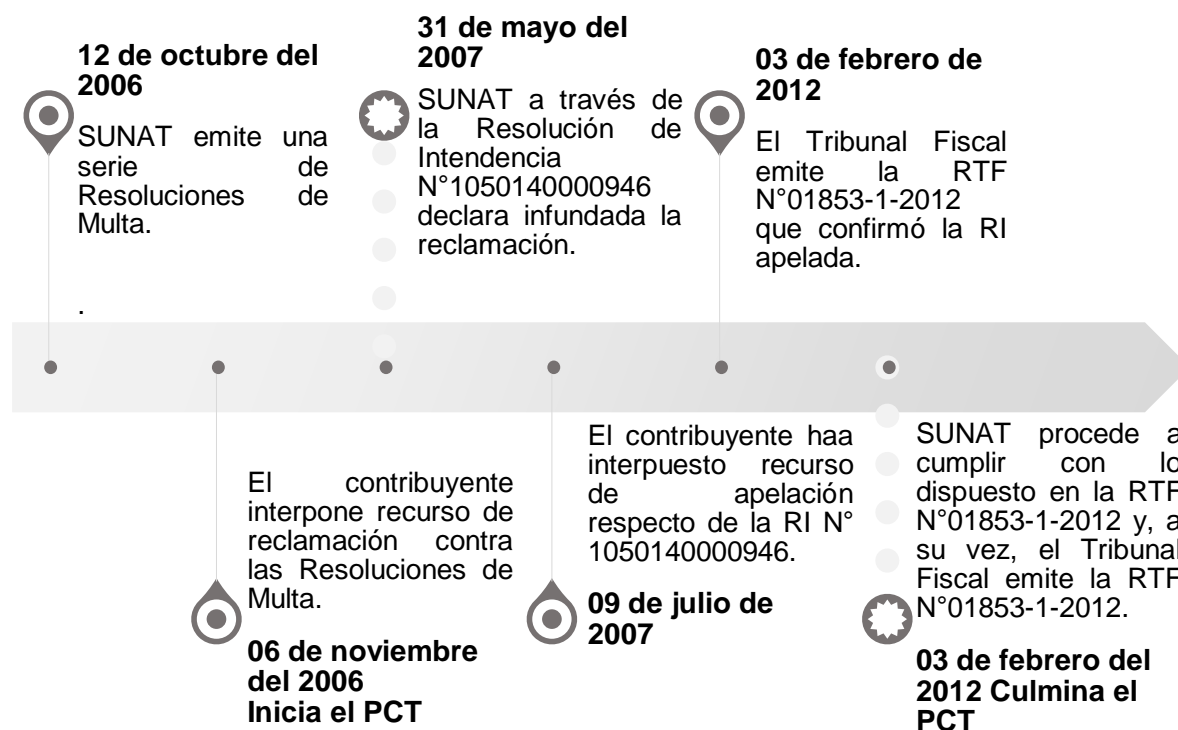 12 de octubre del
2006
SUNAT emite una
serie de
Resoluciones de
Multa.
.
31 de mayo del
2007
SUNAT a través de
la Resolución de
Intendencia
N°1050140000946
declara infundada la
reclamación.
03 de febrero de
2012
El Tribunal Fiscal
emite la RTF
N°01853-1-2012
que confirmó la RI
apelada.
El contribuyente
interpone recurso de
reclamación contra
las Resoluciones de
Multa.
06 de noviembre
del 2006
Inicia el PCT
El contribuyente haa
interpuesto recurso
de apelación
respecto de la RI N°
1050140000946.
09 de julio de
2007
SUNAT procede a
cumplir con lo
dispuesto en la RTF
N°01853-1-2012 y, a
su vez, el Tribunal
Fiscal emite la RTF
N°01853-1-2012.
03 de febrero del
2012 Culmina el
PCT